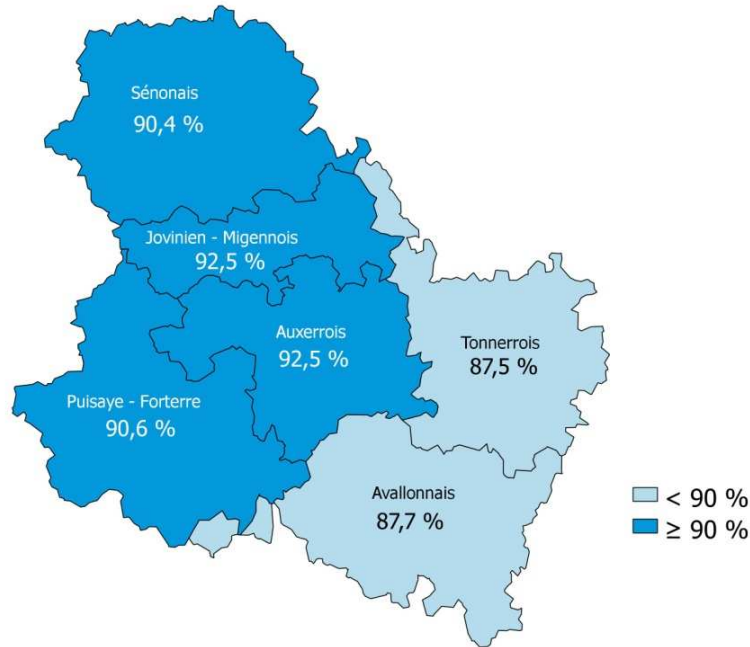 Sénonais
90,4 %
Jovinien - Migennois
92,5 %
Auxerrois
92,5 %
Tonnerrois
87,5 %
Puisaye - Forterre
90,6 %
Avallonnais
87,7 %
< 90 %
≥ 90 %